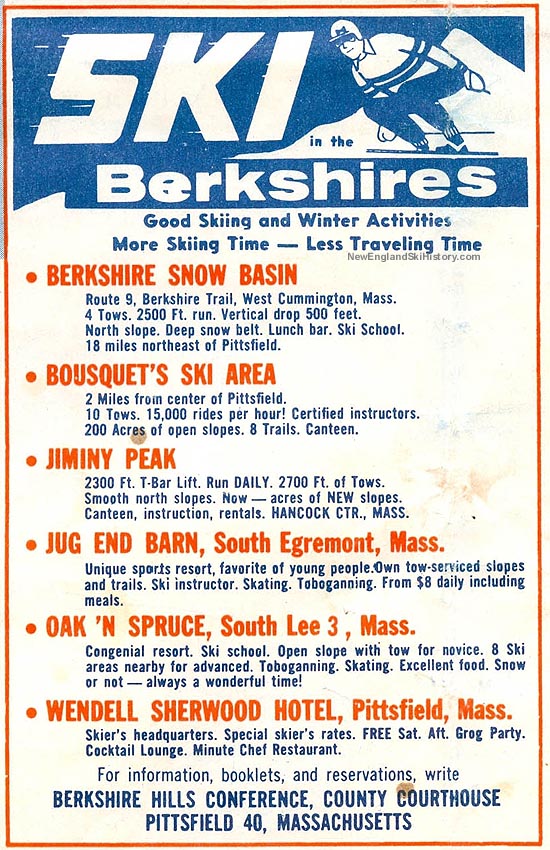 SKI
in the
Berkshires
Good Skiing and Winter Activities
More Skiing Time — Less Traveling Time
NewEnglandSkiHistory.com
• BERKSHIRE SNOW BASIN
Route 9, Berkshire Trail, West Cummington, Mass.
4 Tows. 2500 Ft. run. Vertical drop 500 feet.
North slope. Deep snow belt. Lunch bar. Ski School.
18 miles northeast of Pittsfield.
• BOUSQUET'S SKI AREA
2 Miles from center of Pittsfield.
10 Tows. 15,000 rides per hour! Certified instructors.
200 Acres of open slopes. 8 Trails. Canteen.
• JIMINY PEAK
2300 Ft. T-Bar Lift. Run DAILY. 2700 Ft. of Tows.
Smooth north slopes. Now — acres of NEW slopes.
Canteen, instruction, rentals. HANCOCK CTR., MASS.
• JUG END BARN, South Egremont, Mass.
Unique sports resort, favorite of young people. Own tow-serviced slopes
and trails. Ski instructor. Skating. Toboganning. From $8 daily including
meals.
• OAK 'N SPRUCE, South Lee 3, Mass.
Congenial resort. Ski school. Open slope with tow for novice. 8 Ski
areas nearby for advanced. Toboganning. Skating. Excellent food. Snow
or not — always a wonderful time!
• WENDELL SHERWOOD HOTEL, Pittsfield, Mass.
Skier's headquarters. Special skier's rates. FREE Sat. Aft. Grog Party.
Cocktail Lounge. Minute Chef Restaurant.
For information, booklets, and reservations, write
BERKSHIRE HILLS CONFERENCE, COUNTY COURTHOUSE
PITTSFIELD 40, MASSACHUSETTS